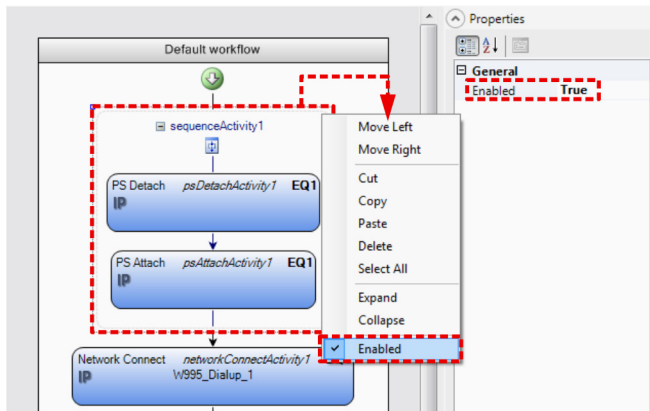 Properties
Default workflow
A
Z
General
Enabled True
sequenceActivity1
Move Left
Move Right
Cut
Copy
Paste
Delete
Select All
Expand
Collapse
Enabled
PS Detach psDetachActivity1 EQ1
IP
PS Attach psAttachActivity1 EQ1
IP
Network Connect networkConnectActivity1
IP W995_Dialup_1